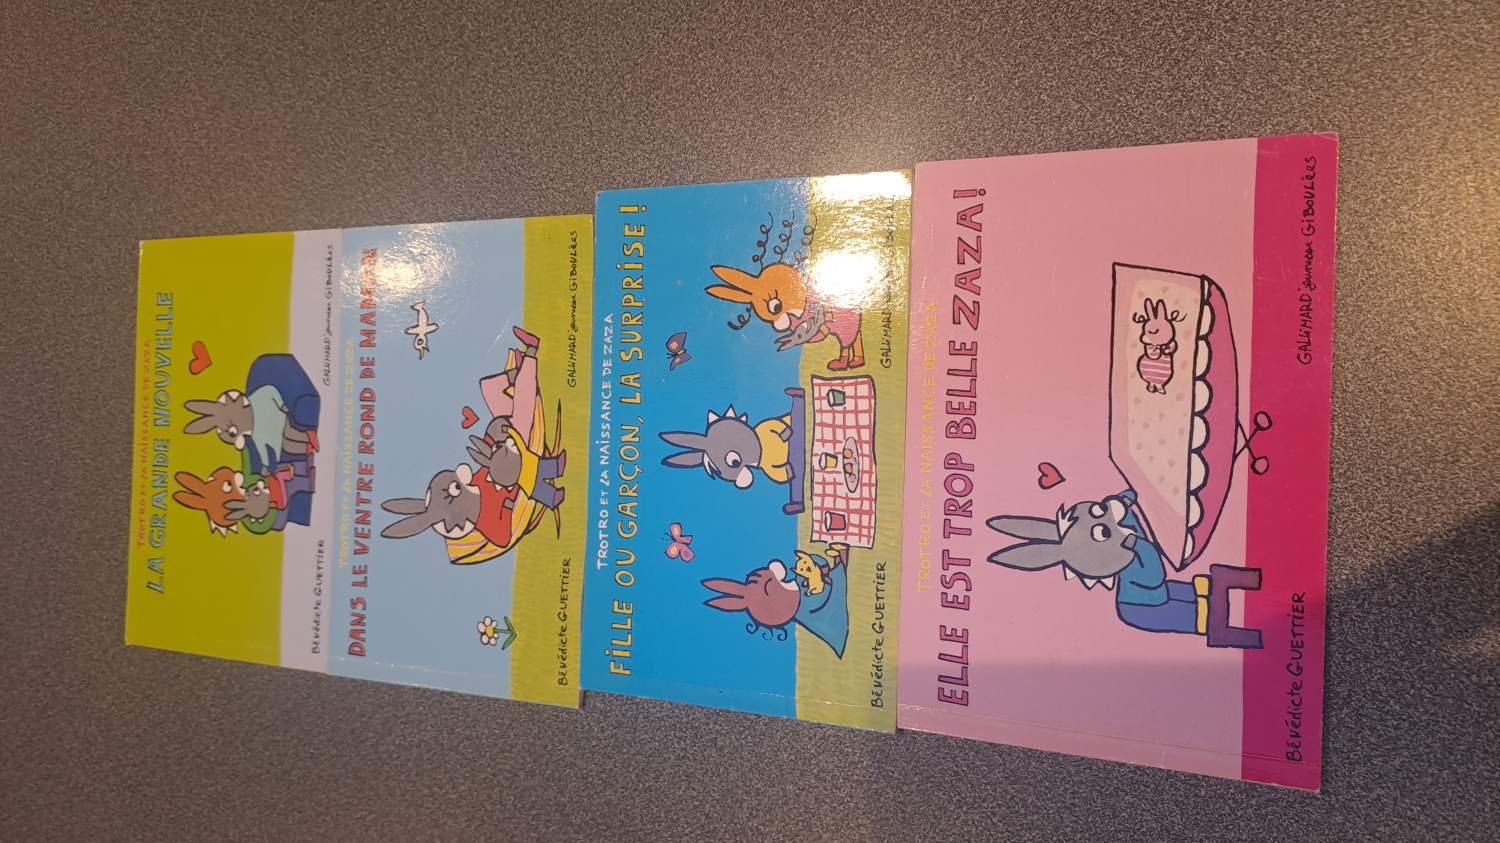 TROTRO ET LA NAISSANCE DE ZAZA
LA GRANDE NOUVELLE
BÉNÉDICTE GUETTIER
GALLIMARD jeunesse GIBOULÉES
TROTRO ET LA NAISSANCE DE ZAZA
DANS LE VENTRE ROND DE MAMAN
BÉNÉDICTE GUETTIER
GALLIMARD jeunesse GIBOULÉES
TROTRO ET LA NAISSANCE DE ZAZA
FILLE OU GARÇON, LA SURPRISE!
BÉNÉDICTE GUETTIER
GALLIMARD
TROTRO ET LA NAISSANCE DE ZAZA
ELLE EST TROP BELLE ZAZA!
BÉNÉDICTE GUETTIER
GALLIMARD jeunesse GIBOULÉES